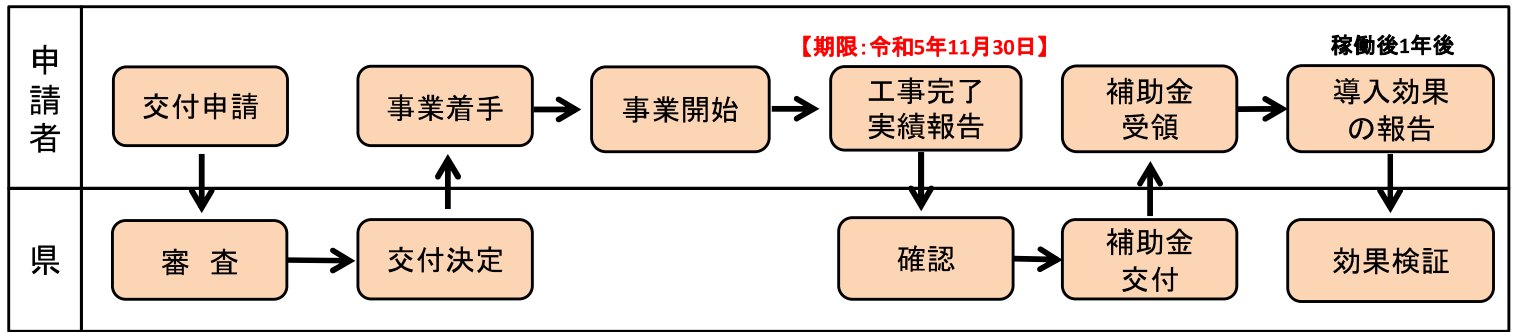 申請者
【期限：令和5年11月30日】
稼働後1年後
交付申請
事業着手
事業開始
工事完了
実績報告
補助金
受領
導入効果
の報告
県
審　査
交付決定
確認
補助金
交付
効果検証